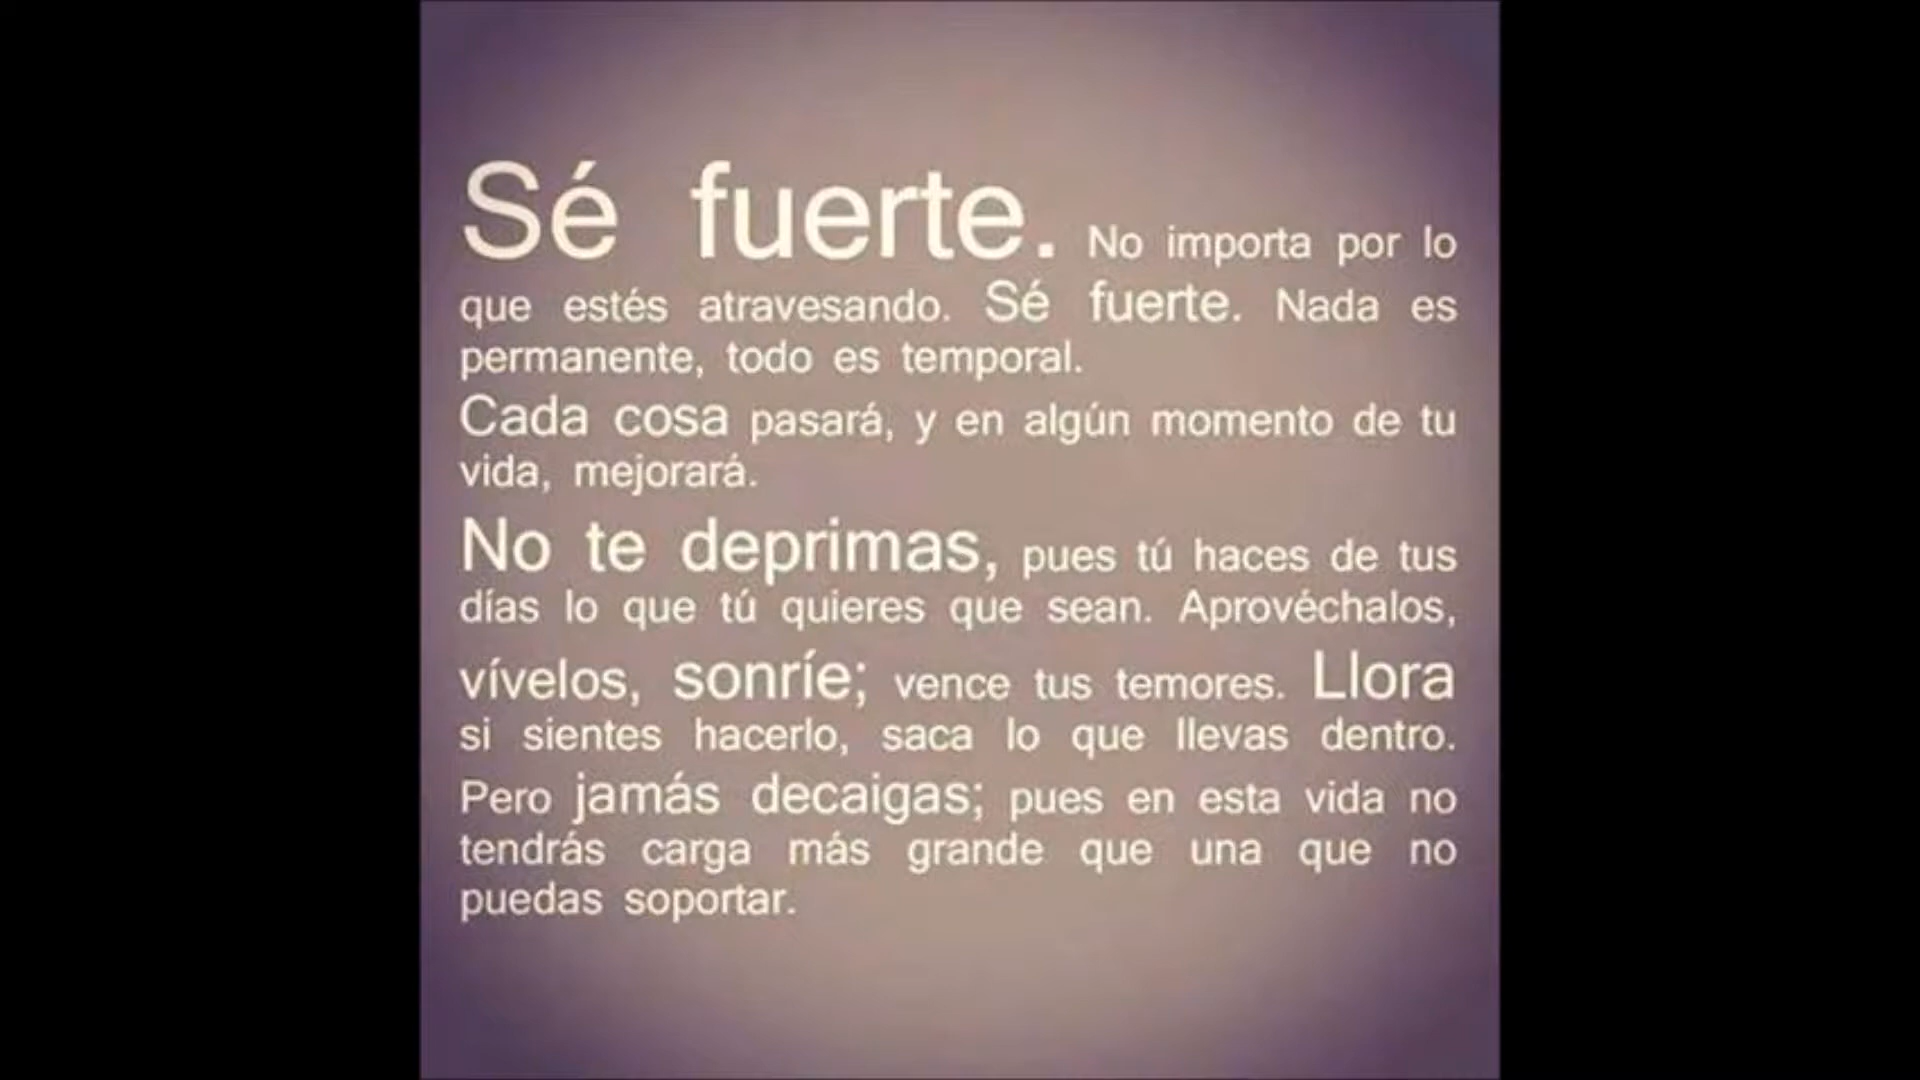 Sé fuerte. No importa por lo
que estés atravesando. Sé fuerte. Nada es
permanente, todo es temporal.
Cada cosa pasará, y en algún momento de tu
vida, mejorará.
No te deprimas, pues tú haces de tus
días lo que tú quieres que sean. Aprovéchalos,
vívelos, sonríe; vence tus temores. Llora
si sientes hacerlo, saca lo que llevas dentro.
Pero jamás decaigas; pues en esta vida no
tendrás carga más grande que una que no
puedas soportar.